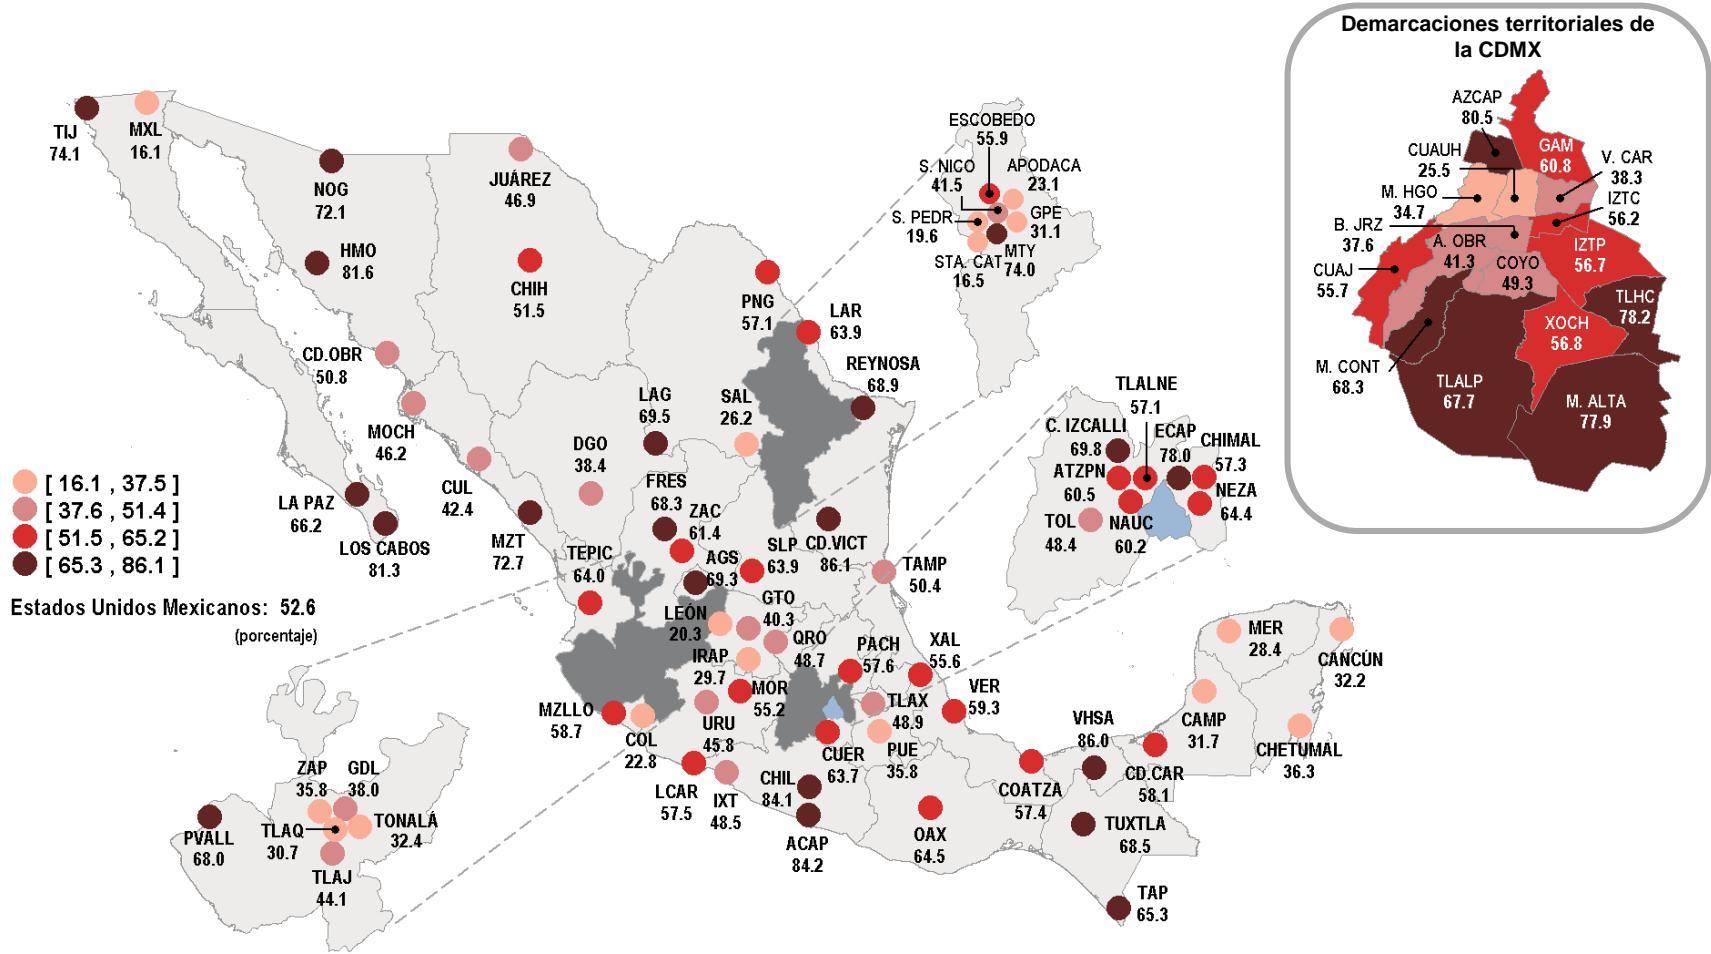 Demarcaciones territoriales de
la CDMX
AZCAP
80.5
GAM
60.8
CUAUH
25.5
V. CAR
38.3
M. HGO
34.7
IZTC
56.2
B. JRZ
37.6
A. OBR
41.3
IZTP
56.7
CUAJ
55.7
COYO
49.3
TLHC
78.2
XOCH
56.8
M. CONT
68.3
TLALP
67.7
M. ALTA
77.9
TIJ
74.1
MXL
16.1
NOG
72.1
HMO
81.6
JUÁREZ
46.9
CHIH
51.5
CD.OBR
50.8
MOCH
46.2
CUL
42.4
LA PAZ
66.2
LOS CABOS
81.3
MZT
72.7
DGO
38.4
LAG
69.5
SAL
26.2
PNG
57.1
LAR
63.9
REYNOSA
68.9
ESCOBEDO
55.9
S. NICO
41.5
APODACA
23.1
S. PEDR
19.6
GPE
31.1
MTY
74.0
STA. CAT
16.5
FRES
68.3
ZAC
61.4
TEPIC
64.0
AGS
69.3
SLP
63.9
CD.VICT
86.1
TAMP
50.4
LEÓN
20.3
GTO
40.3
QRO
48.7
IRAP
29.7
MOR
55.2
URU
45.8
PACH
57.6
XAL
55.6
VER
59.3
TLAX
48.9
PUE
35.8
CUER
63.7
MZLLO
58.7
COL
22.8
LCAR
57.5
IXT
48.5
CHIL
84.1
ACAP
84.2
OAX
64.5
COATZA
57.4
VHSA
86.0
CD.CAR
58.1
TUXTLA
68.5
TAP
65.3
CAMP
31.7
MER
28.4
CANCÚN
32.2
CHETUMAL
36.3
TLALNE
57.1
C. IZCALLI
69.8
ECAP
78.0
CHIMAL
57.3
ATZPN
60.5
NEZA
64.4
TOL
48.4
NAUC
60.2
ZAP
35.8
GDL
38.0
TLAQ
30.7
TONALÁ
32.4
PVALL
68.0
TLAJ
44.1
[ 16.1 , 37.5 ]
[ 37.6 , 51.4 ]
[ 51.5 , 65.2 ]
[ 65.3 , 86.1 ]
Estados Unidos Mexicanos: 52.6
(porcentaje)